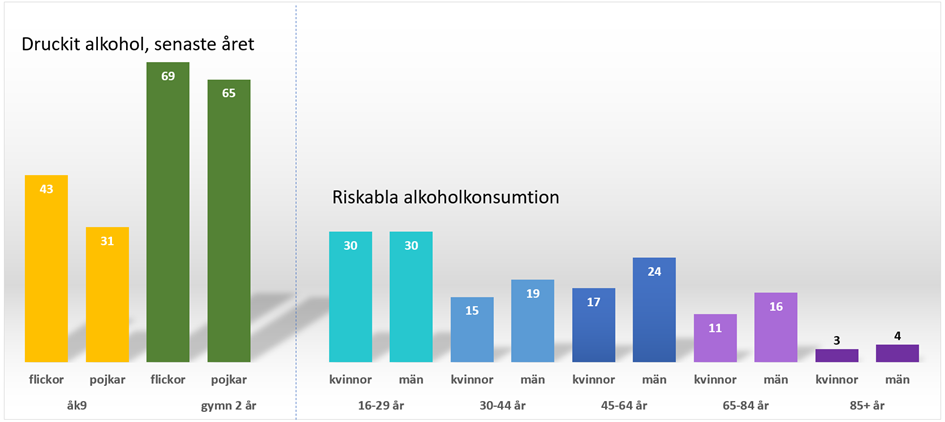 Druckit alkohol, senaste året
69
65
43
31
Riskabla alkoholkonsumtion
30 30 15 19 17 24 11 16 3 4
flickor pojkar flickor pojkar kvinnor män kvinnor män kvinnor män kvinnor män kvinnor män
åk9 gymn 2 år 16-29 år 30-44 år 45-64 år 65-84 år 85+ år